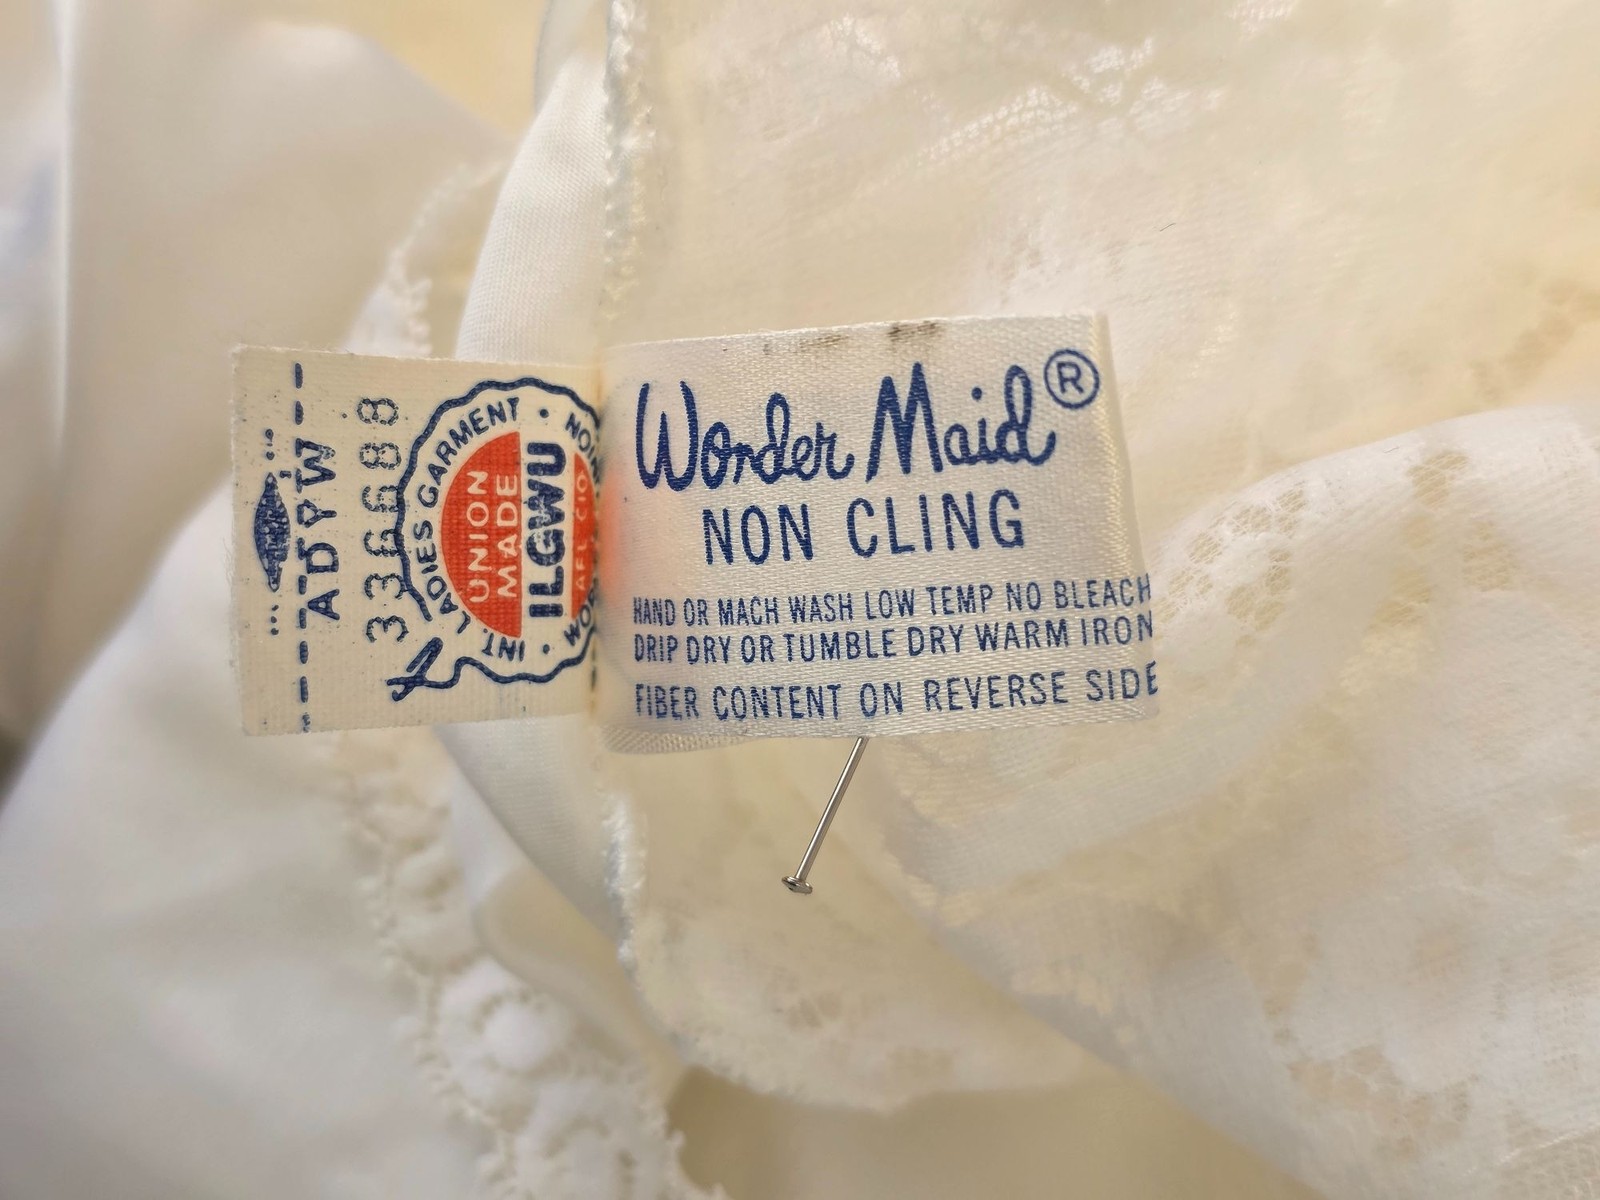 Wonder Maid®
NON CLING
HAND OR MACH WASH LOW TEMP NO BLEACH
DRIP DRY OR TUMBLE DRY WARM IRON
FIBER CONTENT ON REVERSE SIDE
ADYW
336688
INT. LADIES GARMENT
UNION
MADE
ILGWU
AFL CIO